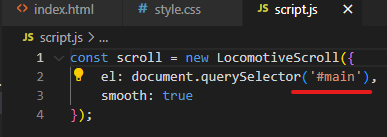 index.html
# style.css
JS script.js
JS script.js > ...
1 const scroll = new LocomotiveScroll({
2 el: document.querySelector('#main'),
3 smooth: true
4 });